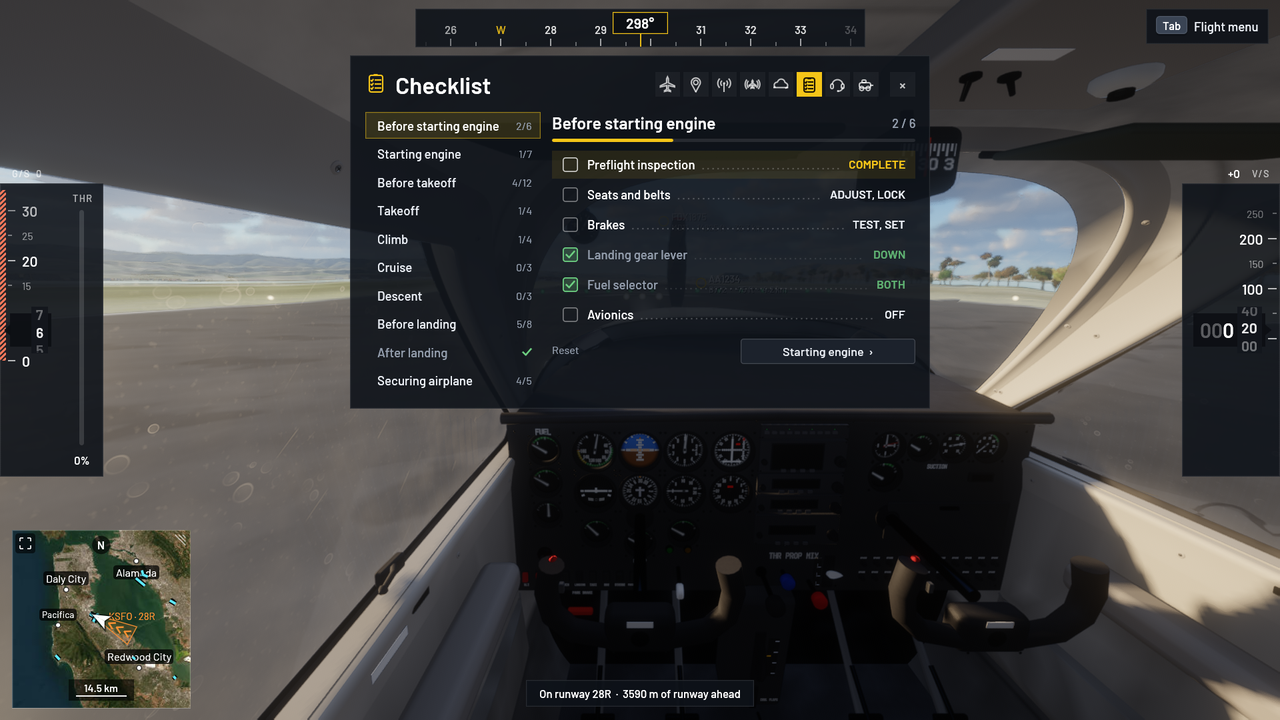 26 W 28 29 298° 31 32 33 34
Tab Flight menu
Checklist
×
Before starting engine 2/6
Starting engine 1/7
Before takeoff 4/12
Takeoff 1/4
Climb 1/4
Cruise 0/3
Descent 0/3
Before landing 5/8
After landing
Securing airplane 4/5
Before starting engine 2 / 6
Preflight inspection COMPLETE
Seats and belts ADJUST, LOCK
Brakes TEST, SET
Landing gear lever DOWN
Fuel selector BOTH
Avionics OFF
Reset
Starting engine ›
G/S 0
THR
30
25
20
15
7
6
5
0
0%
+0 V/S
250
200
150
100
40
000 20
00
FUEL
SUCTION
THR PROP MIX
N
Daly City
Alameda
Pacifica
KSFO · 28R
Redwood City
14.5 km
On runway 28R · 3590 m of runway ahead